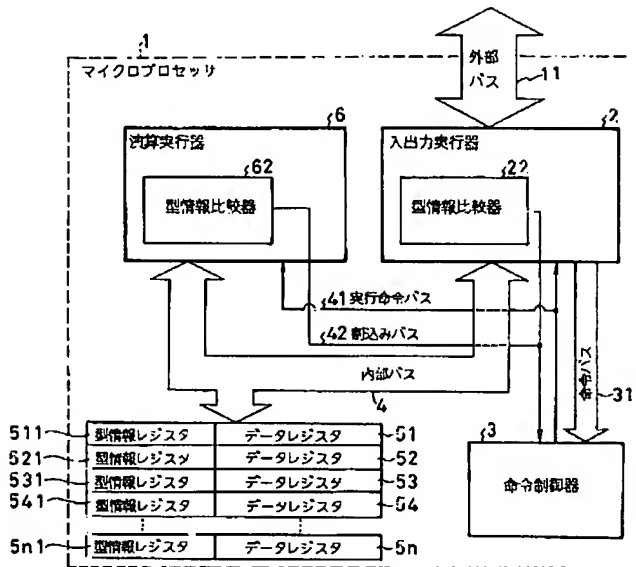 1
マイクロプロセッサ
外部
バス
11
6
演算実行器
62
型情報比較器
2
入出力実行器
22
型情報比較器
41 実行命令バス
42 割込みバス
内部バス
4
命令バス
31
3
命令制御器
511 型情報レジスタ データレジスタ 51
521 型情報レジスタ データレジスタ 52
531 型情報レジスタ データレジスタ 53
541 型情報レジスタ データレジスタ 54
5n1 型情報レジスタ データレジスタ 5n